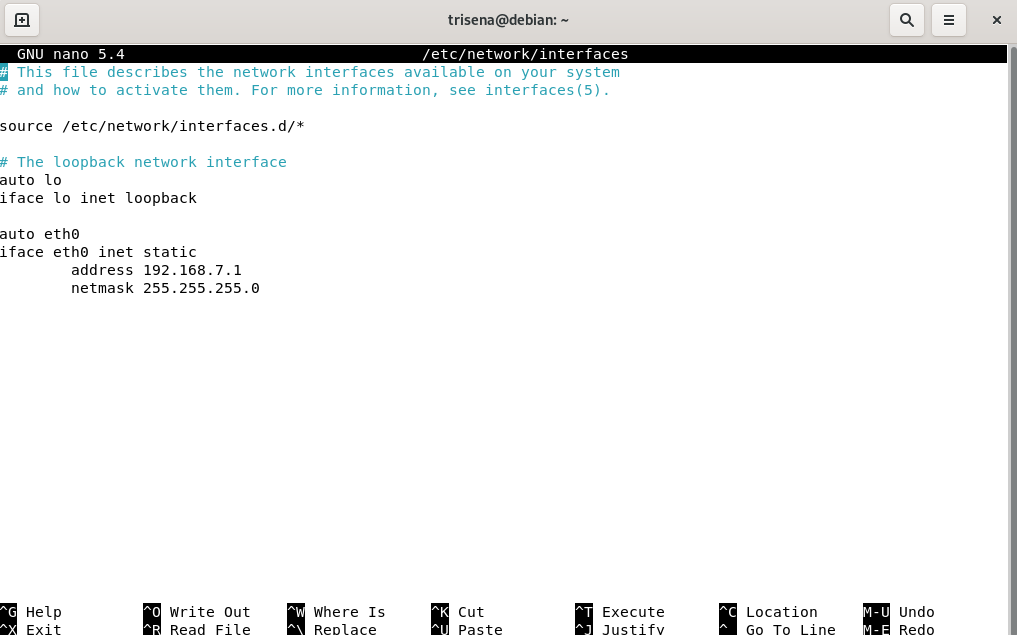 trisena@debian: ~
GNU nano 5.4 /etc/network/interfaces
# This file describes the network interfaces available on your system
# and how to activate them. For more information, see interfaces(5).
source /etc/network/interfaces.d/*
# The loopback network interface
auto lo
iface lo inet loopback
auto eth0
iface eth0 inet static
address 192.168.7.1
netmask 255.255.255.0
^G Help ^O Write Out ^W Where Is ^K Cut ^T Execute ^C Location M-U Undo
^X Exit ^R Read File ^\ Replace ^U Paste ^J Justify ^_ Go To Line M-E Redo